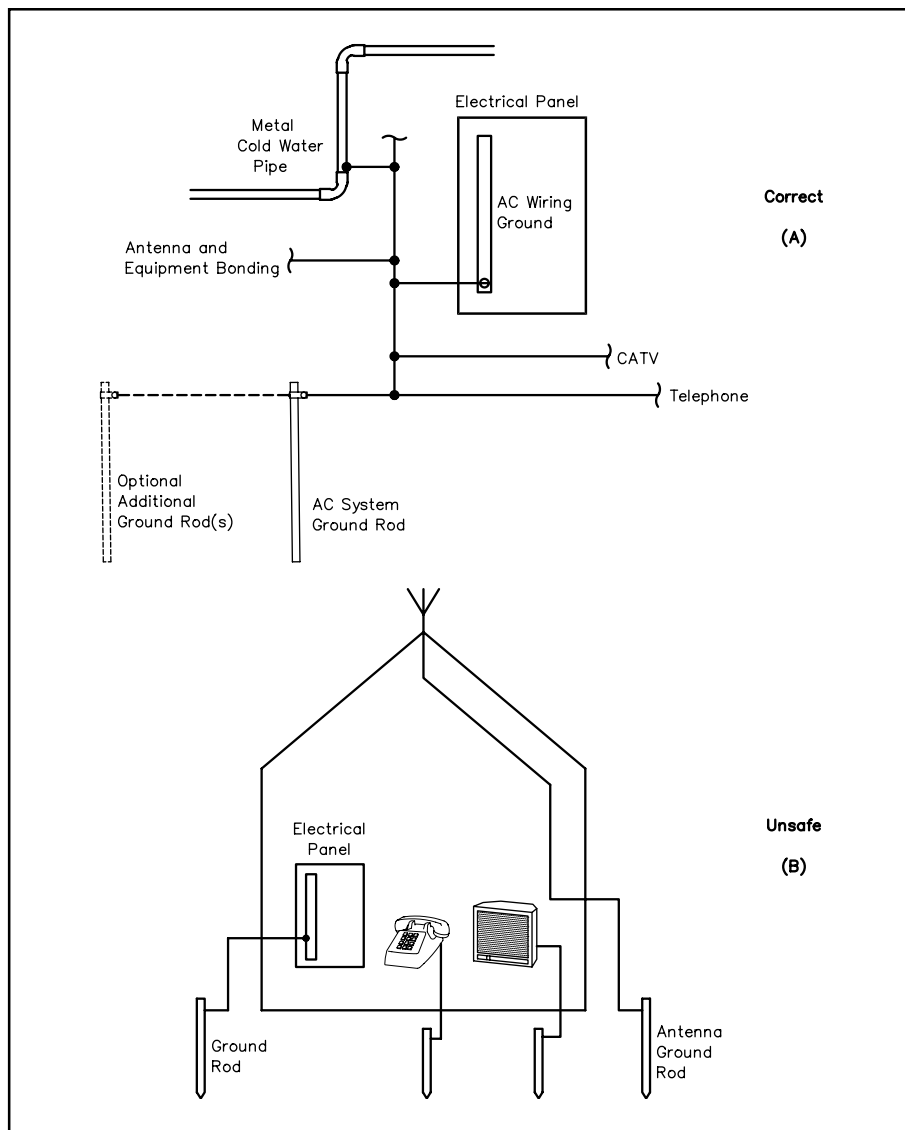 Electrical Panel
Metal
Cold Water
Pipe
AC Wiring
Ground
Correct
(A)
Antenna and
Equipment Bonding
CATV
Telephone
Optional
Additional
Ground Rod(s)
AC System
Ground Rod
Electrical
Panel
Unsafe
(B)
Ground
Rod
Antenna
Ground
Rod